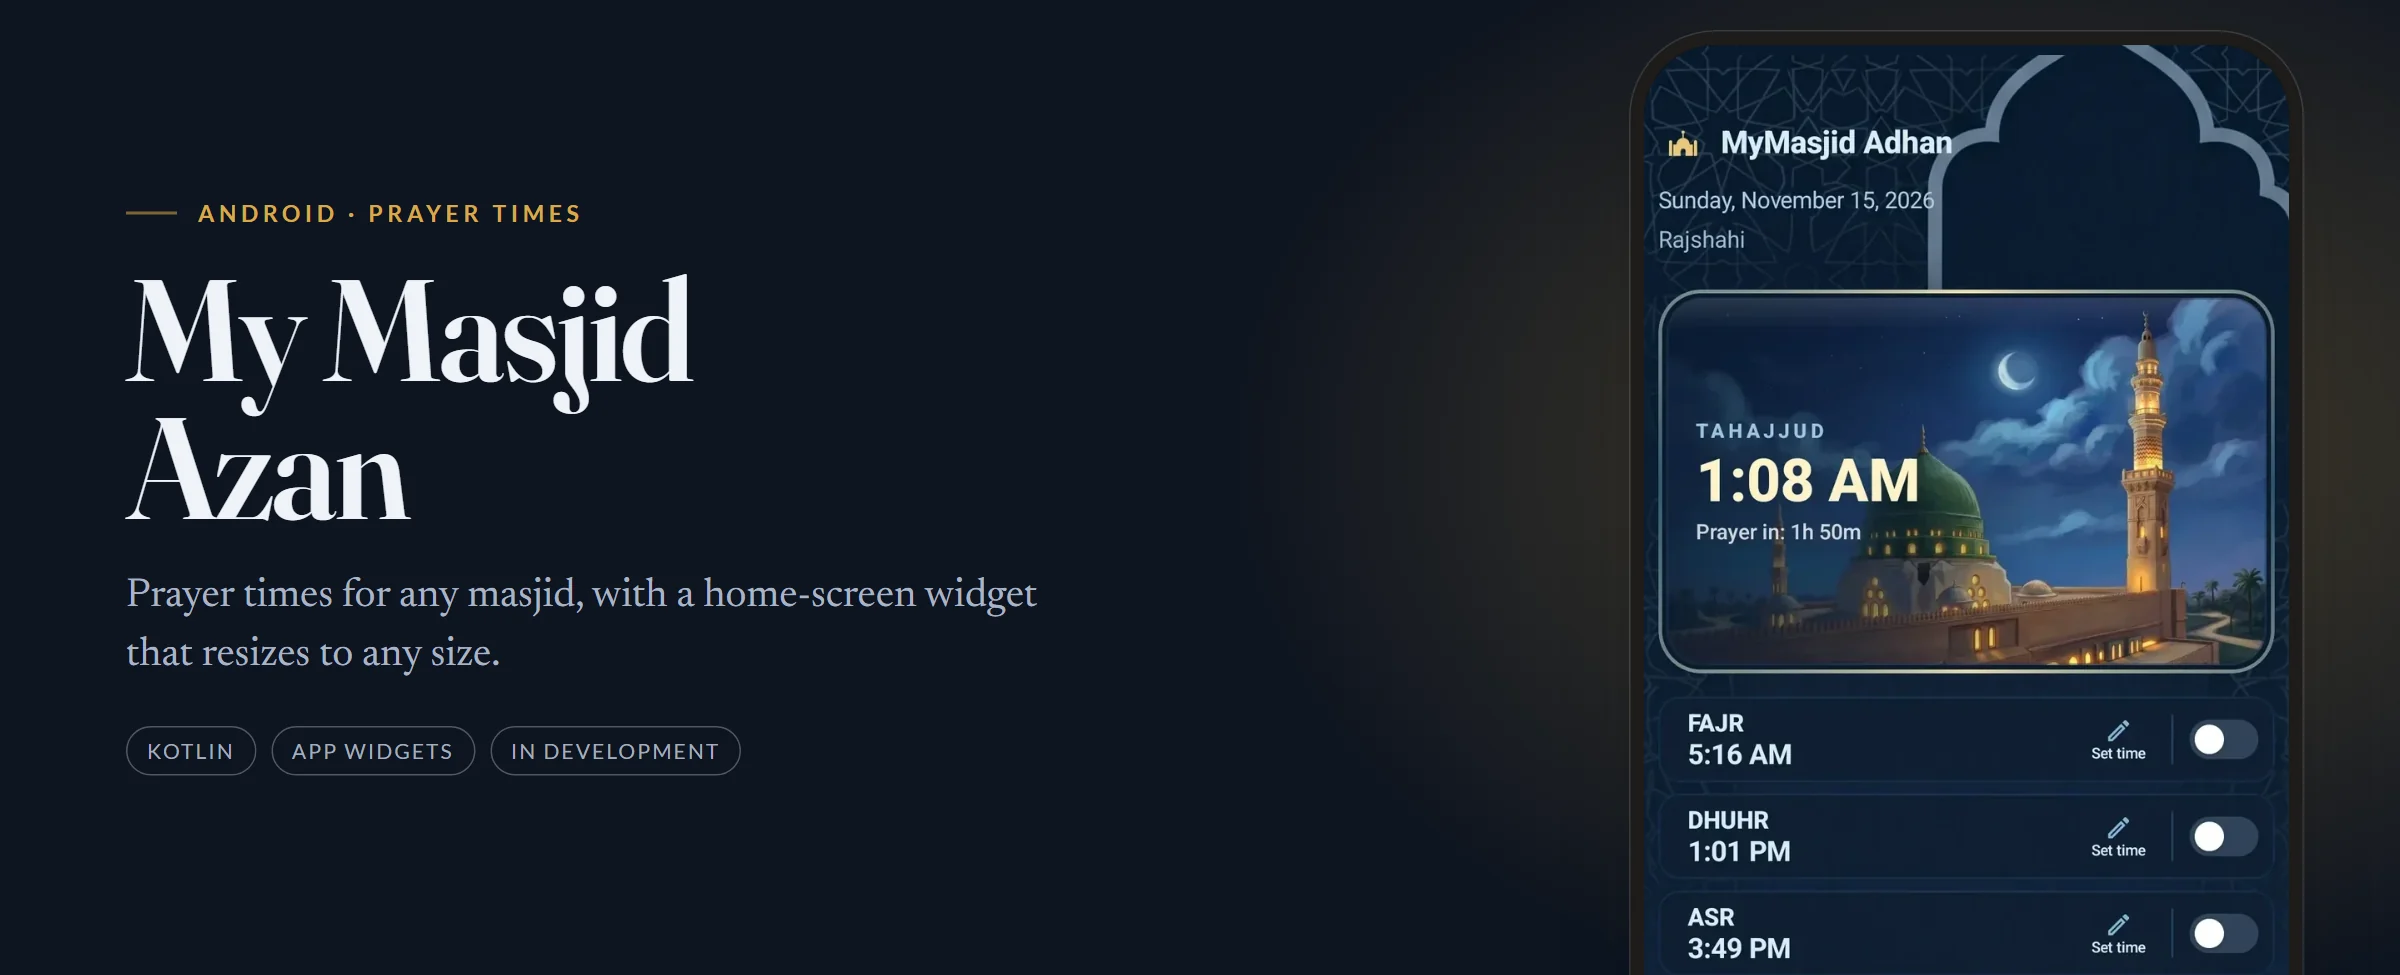 ANDROID · PRAYER TIMES
My Masjid
Azan
Prayer times for any masjid, with a home-screen widget
that resizes to any size.
KOTLIN
APP WIDGETS
IN DEVELOPMENT
MyMasjid Adhan
Sunday, November 15, 2026
Rajshahi
TAHAJJUD
1:08 AM
Prayer in: 1h 50m
FAJR
5:16 AM
Set time
DHUHR
1:01 PM
Set time
ASR
3:49 PM
Set time